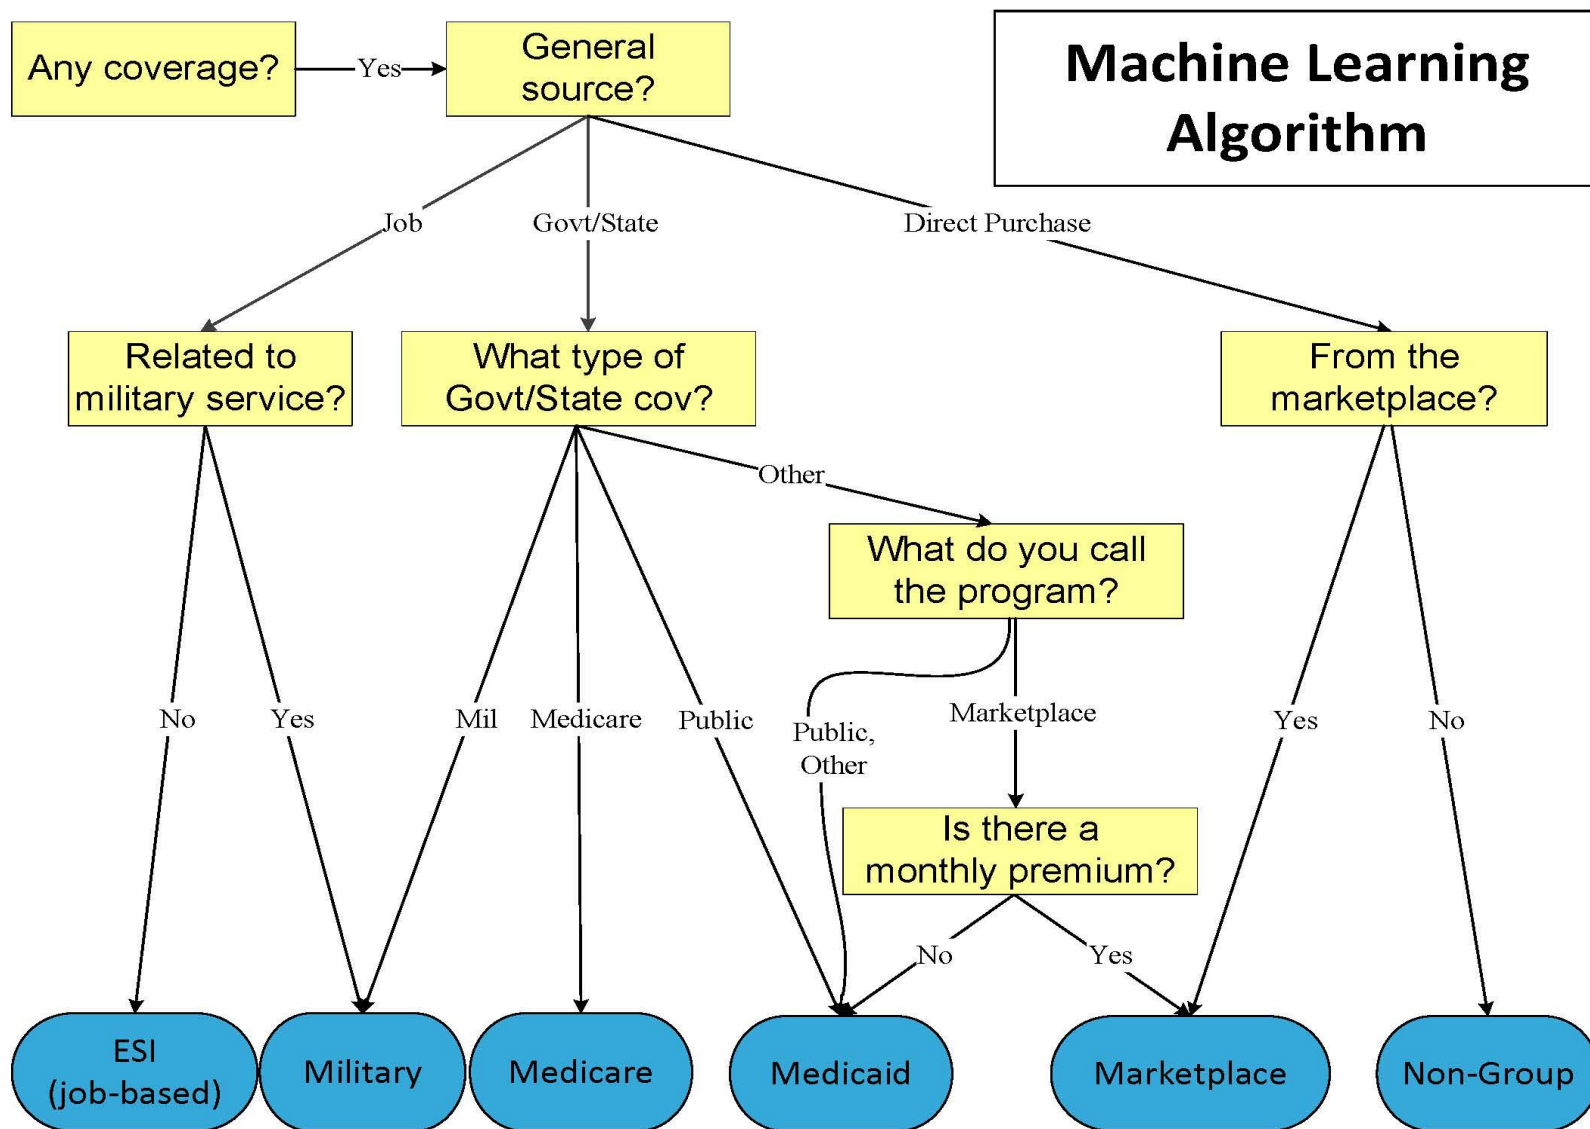 Any coverage?
Yes
General
source?
Machine Learning
Algorithm
Job
Govt/State
Direct Purchase
Related to
military service?
What type of
Govt/State cov?
From the
marketplace?
Other
What do you call
the program?
No
Yes
Mil
Medicare
Public
Public,
Other
Marketplace
Yes
No
Is there a
monthly premium?
No
Yes
ESI
(job-based)
Military
Medicare
Medicaid
Marketplace
Non-Group